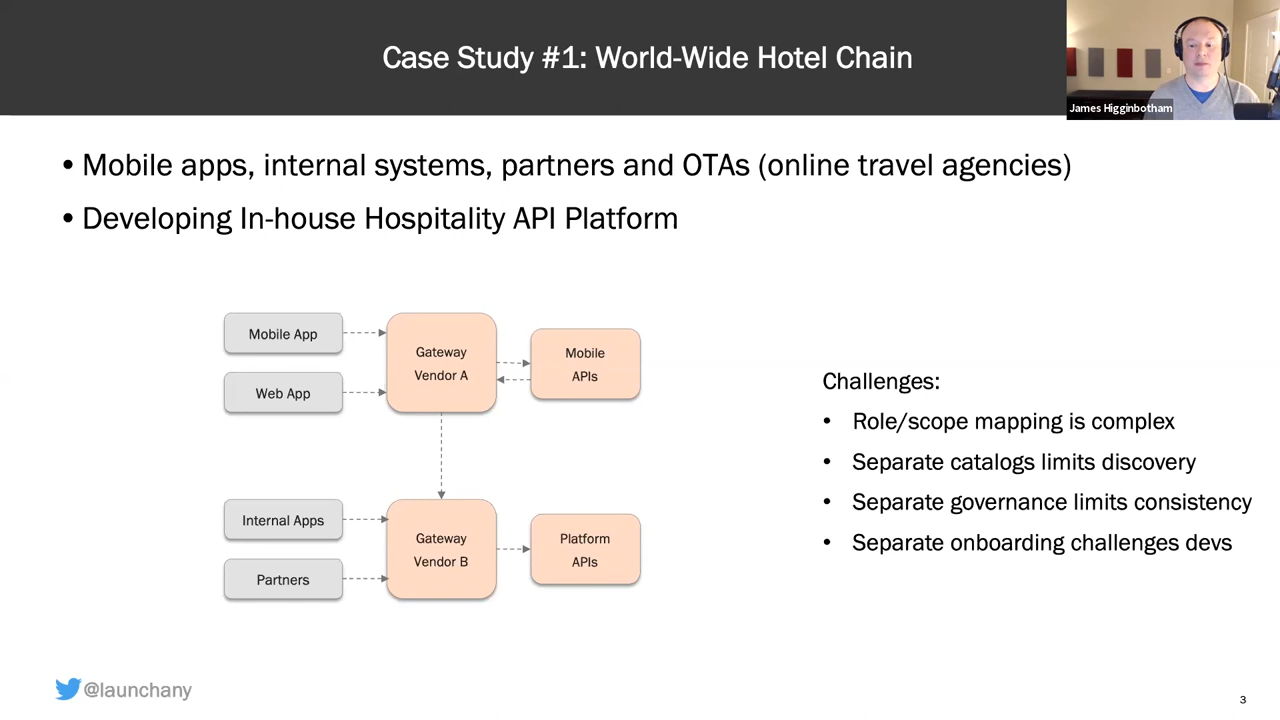 Case Study #1: World-Wide Hotel Chain
James Higginbotham
• Mobile apps, internal systems, partners and OTAs (online travel agencies)
• Developing In-house Hospitality API Platform
Mobile App
Web App
Gateway
Vendor A
Mobile
APIs
Internal Apps
Partners
Gateway
Vendor B
Platform
APIs
Challenges:
• Role/scope mapping is complex
• Separate catalogs limits discovery
• Separate governance limits consistency
• Separate onboarding challenges devs
@launchany
3